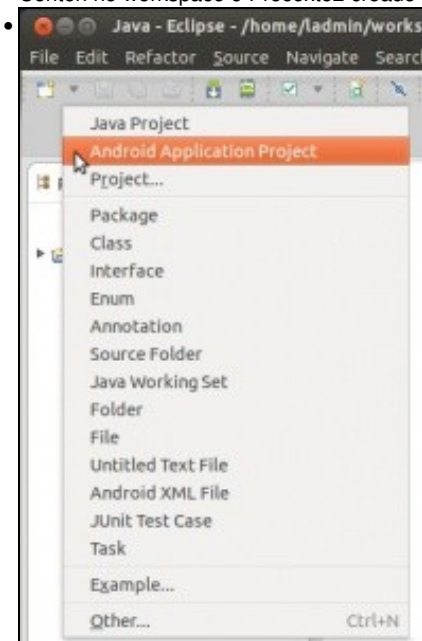 Java - Eclipse - /home/ladmin/works
File Edit Refactor Source Navigate Searc
Java Project
Android Application Project
Project...
Package
Class
Interface
Enum
Annotation
Source Folder
Java Working Set
Folder
File
Untitled Text File
Android XML File
JUnit Test Case
Task
Example...
Other... Ctrl+N